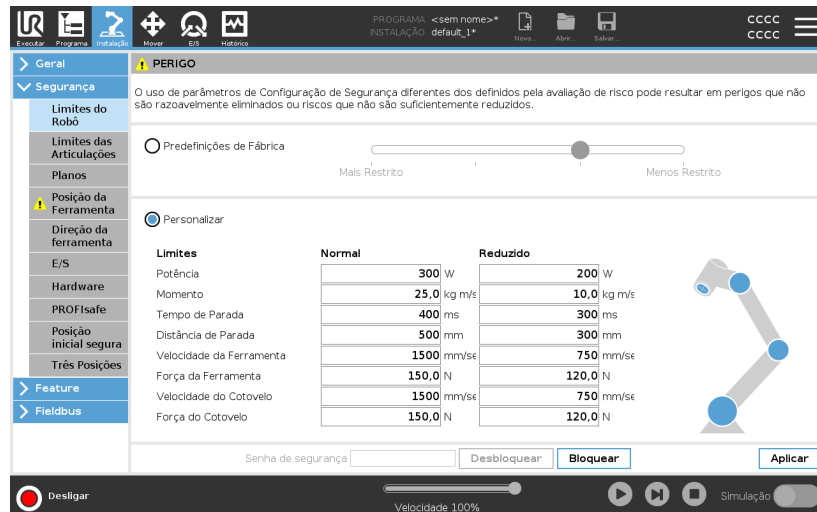 UR
Executar Programa Instalação Mover E/S Histórico
PROGRAMA <sem nome>*
INSTALAÇÃO default_1*
Novo... Abrir... Salvar...
cccc
cccc
Geral
Segurança
Limites do
Robô
Limites das
Articulações
Planos
Posição da
Ferramenta
Direção da
ferramenta
E/S
Hardware
PROFIsafe
Posição
inicial segura
Três Posições
Feature
Fieldbus
PERIGO
O uso de parâmetros de Configuração de Segurança diferentes dos definidos pela avaliação de risco pode resultar em perigos que não
são razoavelmente eliminados ou riscos que não são suficientemente reduzidos.
Predefinições de Fábrica
Mais Restrito Menos Restrito
Personalizar
Limites Normal Reduzido
Potência 300 W 200 W
Momento 25,0 kg m/s 10,0 kg m/s
Tempo de Parada 400 ms 300 ms
Distância de Parada 500 mm 300 mm
Velocidade da Ferramenta 1500 mm/se 750 mm/se
Força da Ferramenta 150,0 N 120,0 N
Velocidade do Cotovelo 1500 mm/se 750 mm/se
Força do Cotovelo 150,0 N 120,0 N
Senha de segurança Desbloquear Bloquear Aplicar
Desligar
Velocidade 100%
Simulação